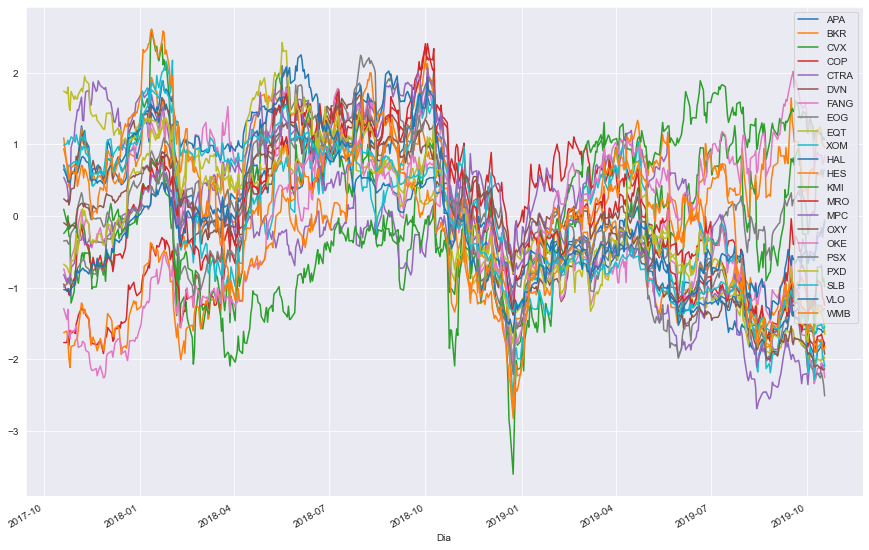 APA
BKR
CVX
COP
CTRA
DVN
FANG
EOG
EQT
XOM
HAL
HES
KMI
MRO
MPC
OXY
OKE
PSX
PXD
SLB
VLO
WMB
2
1
0
−1
−2
−3
2017-10 2018-01 2018-04 2018-07 2018-10 2019-01 2019-04 2019-07 2019-10
Dia